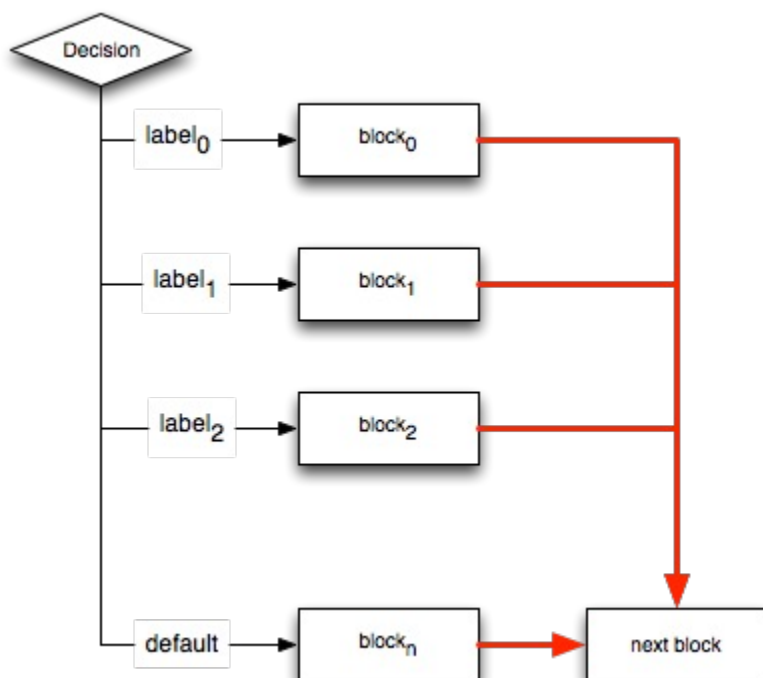 Decision
label₀
block₀
label₁
block₁
label₂
block₂
default
blockₙ
next block